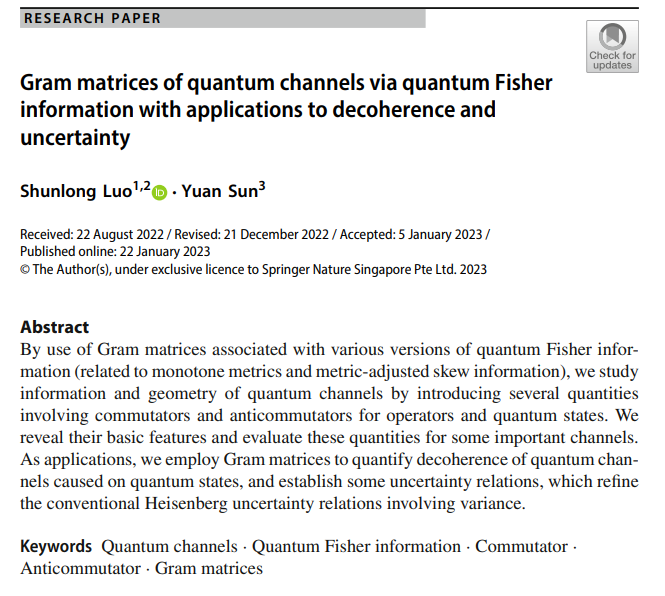 RESEARCH PAPER
Check for
updates
Gram matrices of quantum channels via quantum Fisher
information with applications to decoherence and
uncertainty
Shunlong Luo1,2 iD · Yuan Sun3
Received: 22 August 2022 / Revised: 21 December 2022 / Accepted: 5 January 2023 /
Published online: 22 January 2023
© The Author(s), under exclusive licence to Springer Nature Singapore Pte Ltd. 2023
Abstract
By use of Gram matrices associated with various versions of quantum Fisher infor-
mation (related to monotone metrics and metric-adjusted skew information), we study
information and geometry of quantum channels by introducing several quantities
involving commutators and anticommutators for operators and quantum states. We
reveal their basic features and evaluate these quantities for some important channels.
As applications, we employ Gram matrices to quantify decoherence of quantum chan-
nels caused on quantum states, and establish some uncertainty relations, which refine
the conventional Heisenberg uncertainty relations involving variance.
Keywords Quantum channels · Quantum Fisher information · Commutator ·
Anticommutator · Gram matrices